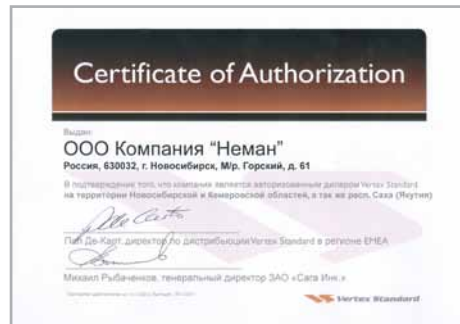 Certificate of Authorization
Выдан:
ООО Компания "Неман"
Россия, 630032, г. Новосибирск, М/р. Горский, д. 61
В подтверждение того, что компания является авторизованным дилером Vertex Standard
на территории Новосибирской и Кемеровской областей, а так же респ. Саха (Якутия)
Пол Де-Карт, директор по дистрибьюции Vertex Standard в регионе EMEA
Михаил Рыбаченков, генеральный директор ЗАО «Сага Инк.»
Vertex Standard